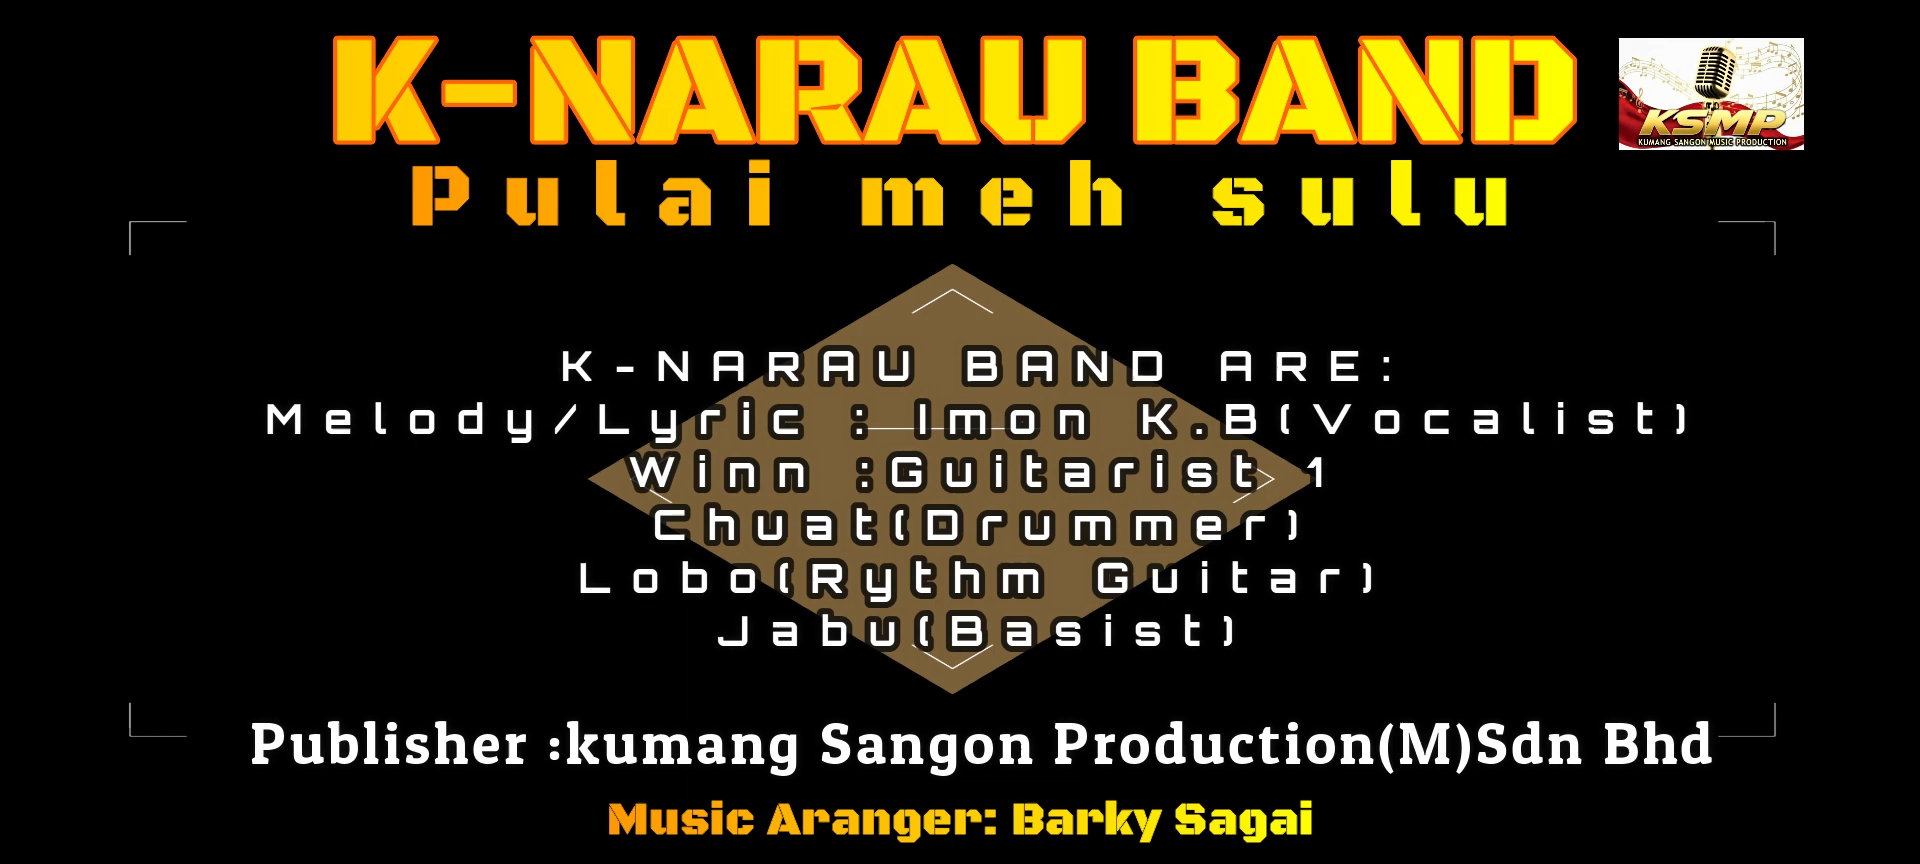 K-NARAU BAND
KSMP
KUMANG SANGON MUSIC PRODUCTION
Pulai meh sulu
K-NARAU BAND ARE:
Melody/Lyric : Imon K.B(Vocalist)
Winn :Guitarist 1
Chuat(Drummer)
Lobo(Rythm Guitar)
Jabu(Basist)
Publisher :kumang Sangon Production(M)Sdn Bhd
Music Aranger: Barky Sagai